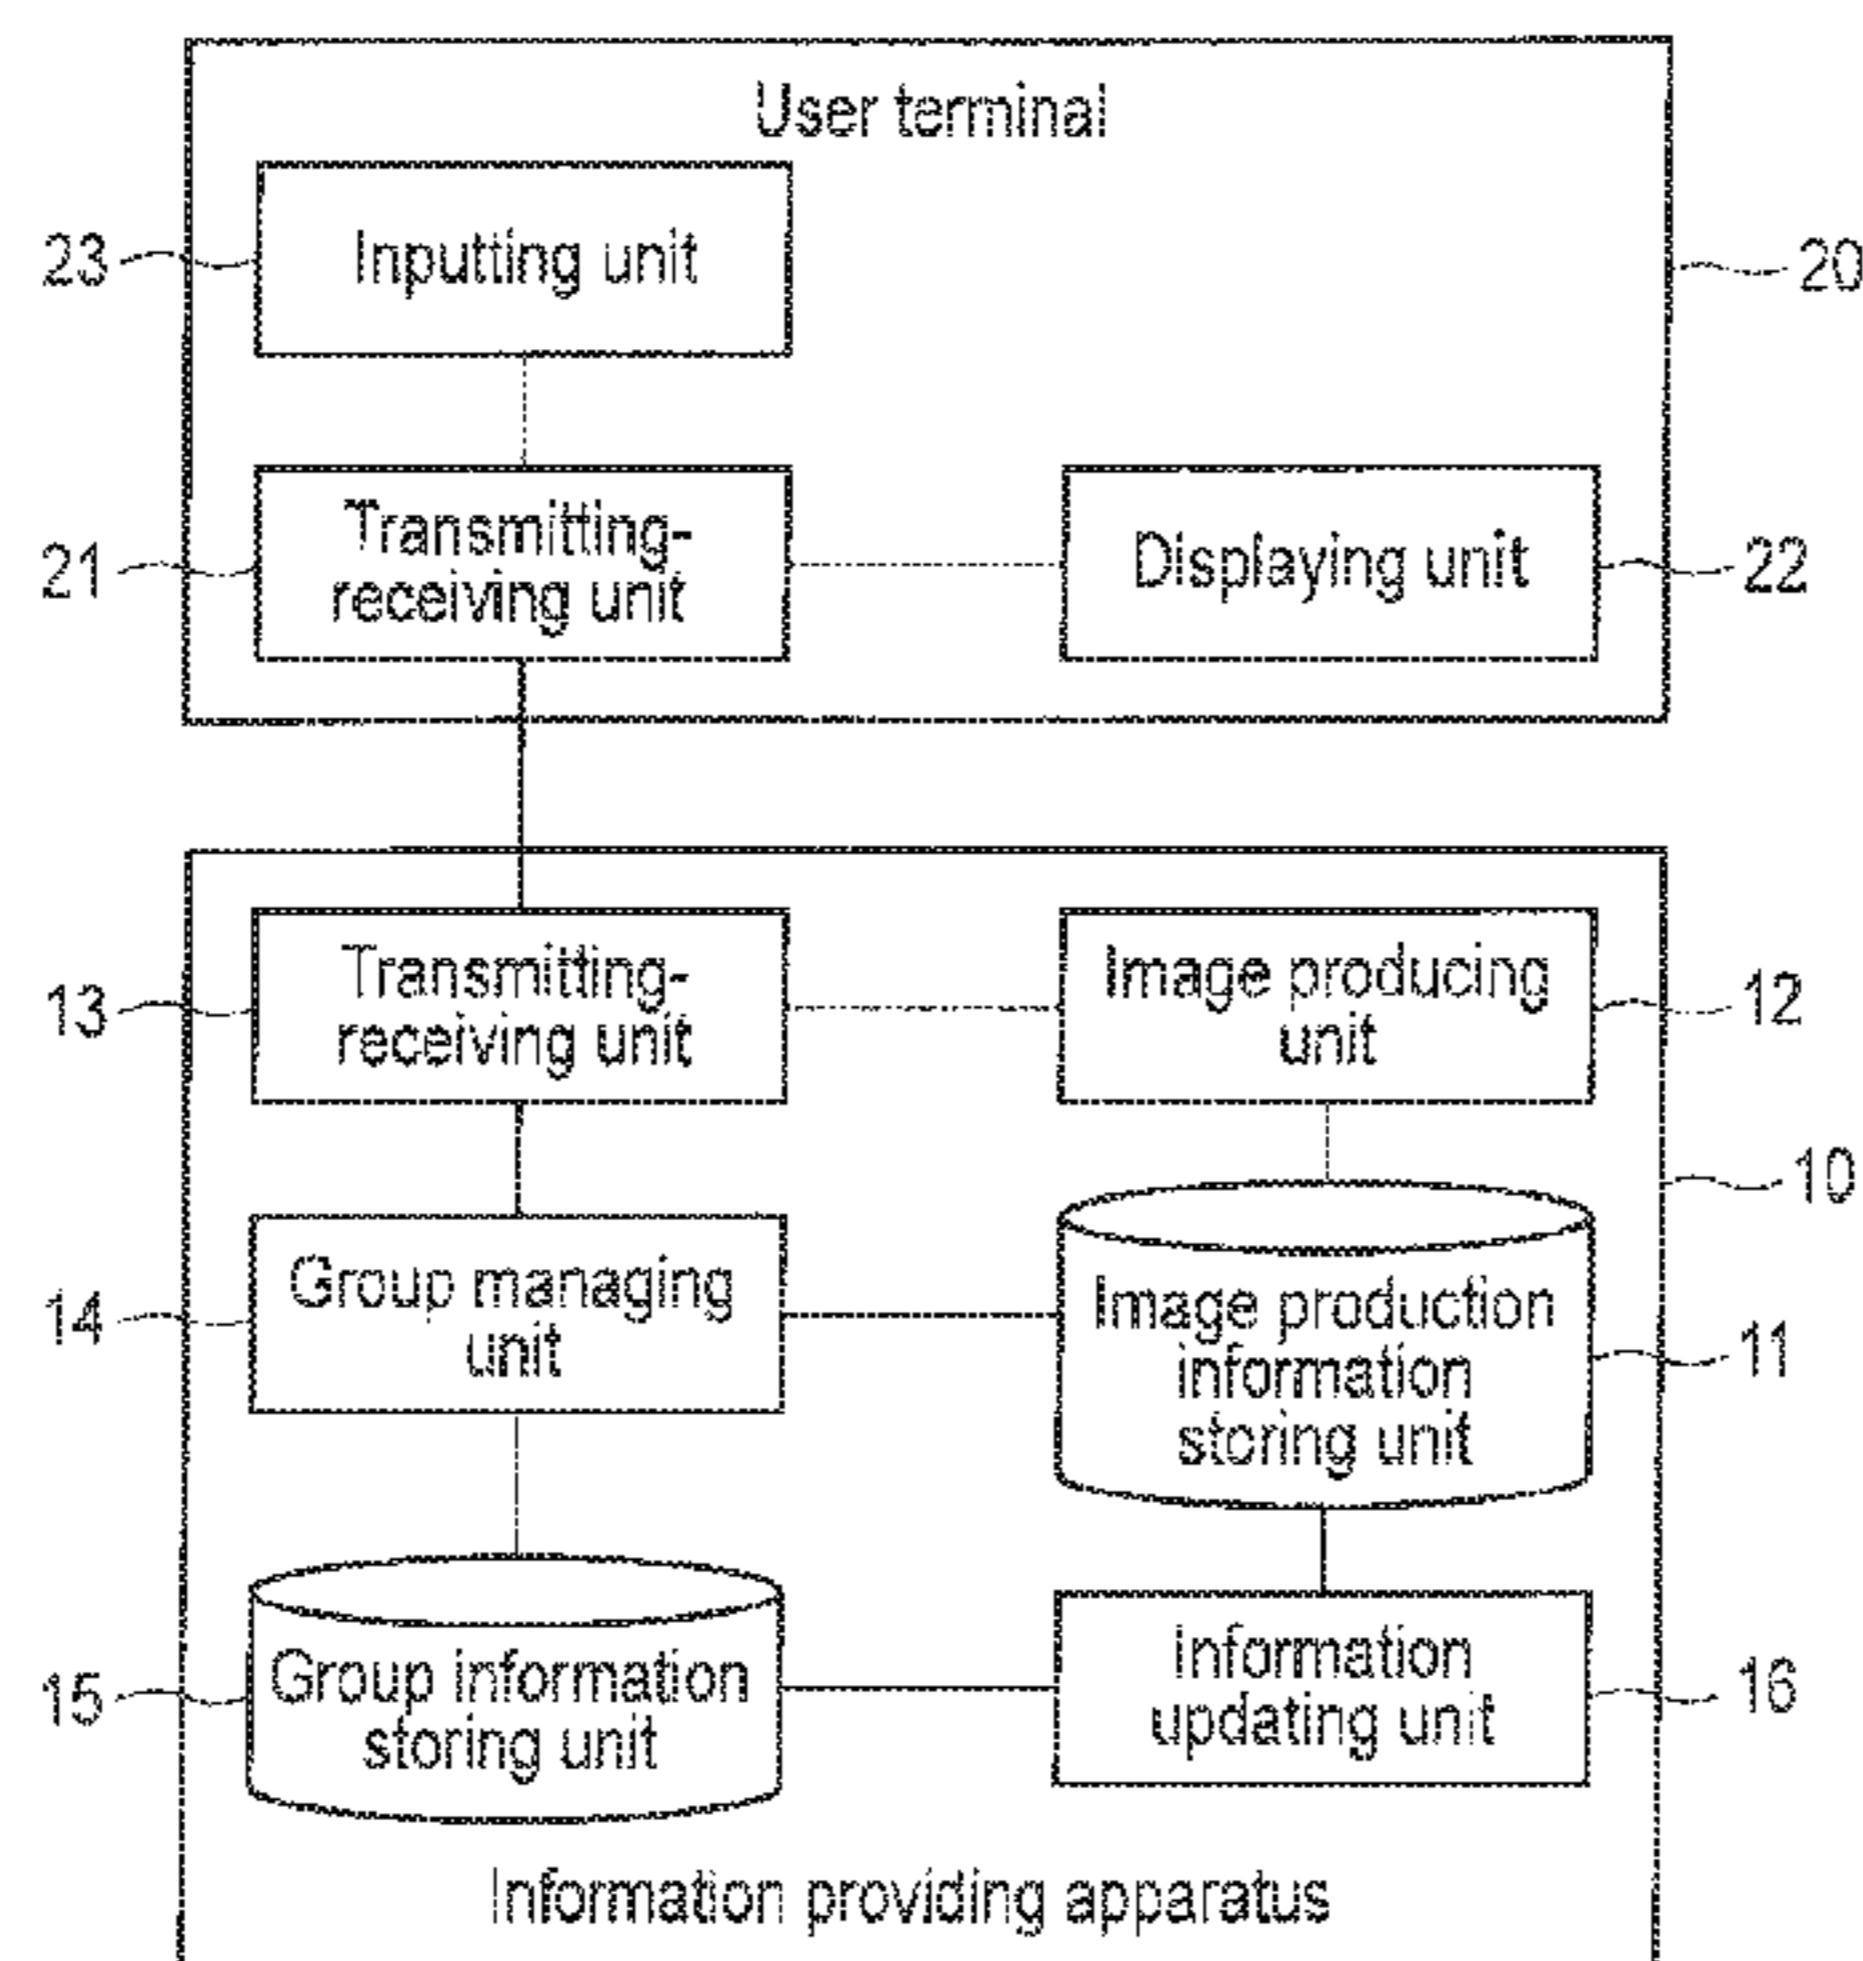 User terminal
23
Inputting unit
20
21
Transmitting-
receiving unit
Displaying unit
22
13
Transmitting-
receiving unit
Image producing
unit
12
10
14
Group managing
unit
Image production
information
storing unit
11
15
Group information
storing unit
Information
updating unit
16
Information providing apparatus